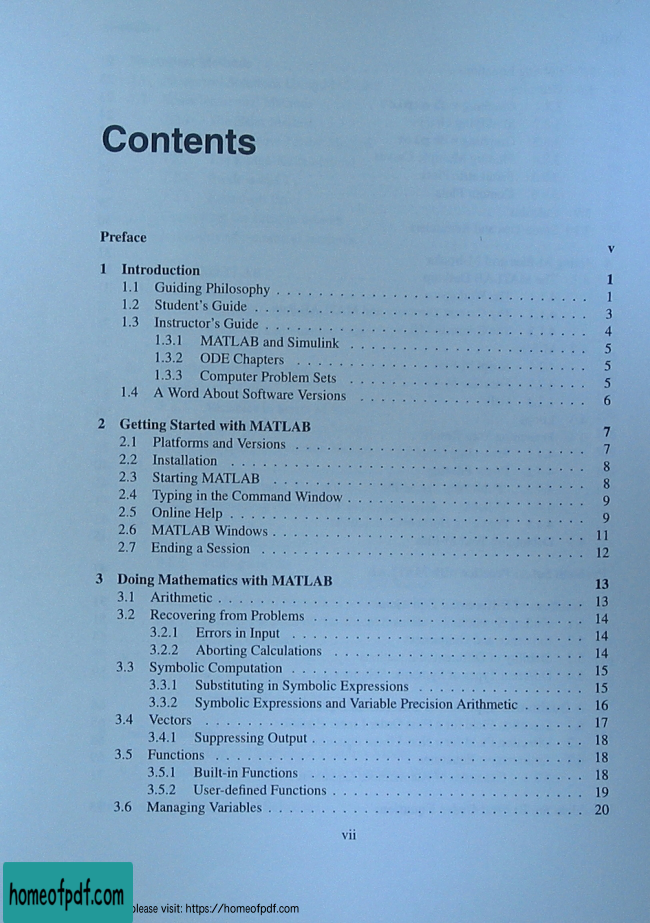 Contents
Preface v
1 Introduction 1
1.1 Guiding Philosophy . . . . . . . . . . . . . . . . . . . . . . . . . . 1
1.2 Student's Guide . . . . . . . . . . . . . . . . . . . . . . . . . . . . 3
1.3 Instructor's Guide . . . . . . . . . . . . . . . . . . . . . . . . . . . 4
1.3.1 MATLAB and Simulink . . . . . . . . . . . . . . . . . . . . 5
1.3.2 ODE Chapters . . . . . . . . . . . . . . . . . . . . . . . . 5
1.3.3 Computer Problem Sets . . . . . . . . . . . . . . . . . . . . 5
1.4 A Word About Software Versions . . . . . . . . . . . . . . . . . . . 6
2 Getting Started with MATLAB 7
2.1 Platforms and Versions . . . . . . . . . . . . . . . . . . . . . . . . 7
2.2 Installation . . . . . . . . . . . . . . . . . . . . . . . . . . . . . 8
2.3 Starting MATLAB . . . . . . . . . . . . . . . . . . . . . . . . . . 8
2.4 Typing in the Command Window . . . . . . . . . . . . . . . . . . . 9
2.5 Online Help . . . . . . . . . . . . . . . . . . . . . . . . . . . . . 9
2.6 MATLAB Windows . . . . . . . . . . . . . . . . . . . . . . . . . . 11
2.7 Ending a Session . . . . . . . . . . . . . . . . . . . . . . . . . . 12
3 Doing Mathematics with MATLAB 13
3.1 Arithmetic . . . . . . . . . . . . . . . . . . . . . . . . . . . . . . 13
3.2 Recovering from Problems . . . . . . . . . . . . . . . . . . . . . . 14
3.2.1 Errors in Input . . . . . . . . . . . . . . . . . . . . . . . . 14
3.2.2 Aborting Calculations . . . . . . . . . . . . . . . . . . . . 14
3.3 Symbolic Computation . . . . . . . . . . . . . . . . . . . . . . . . 15
3.3.1 Substituting in Symbolic Expressions . . . . . . . . . . . . . 15
3.3.2 Symbolic Expressions and Variable Precision Arithmetic . . . . . 16
3.4 Vectors . . . . . . . . . . . . . . . . . . . . . . . . . . . . . . . 17
3.4.1 Suppressing Output . . . . . . . . . . . . . . . . . . . . . . 18
3.5 Functions . . . . . . . . . . . . . . . . . . . . . . . . . . . . . . 18
3.5.1 Built-in Functions . . . . . . . . . . . . . . . . . . . . . . 18
3.5.2 User-defined Functions . . . . . . . . . . . . . . . . . . . . 19
3.6 Managing Variables . . . . . . . . . . . . . . . . . . . . . . . . . . 20
vii
homeofpdf.com
please visit: https://homeofpdf.com